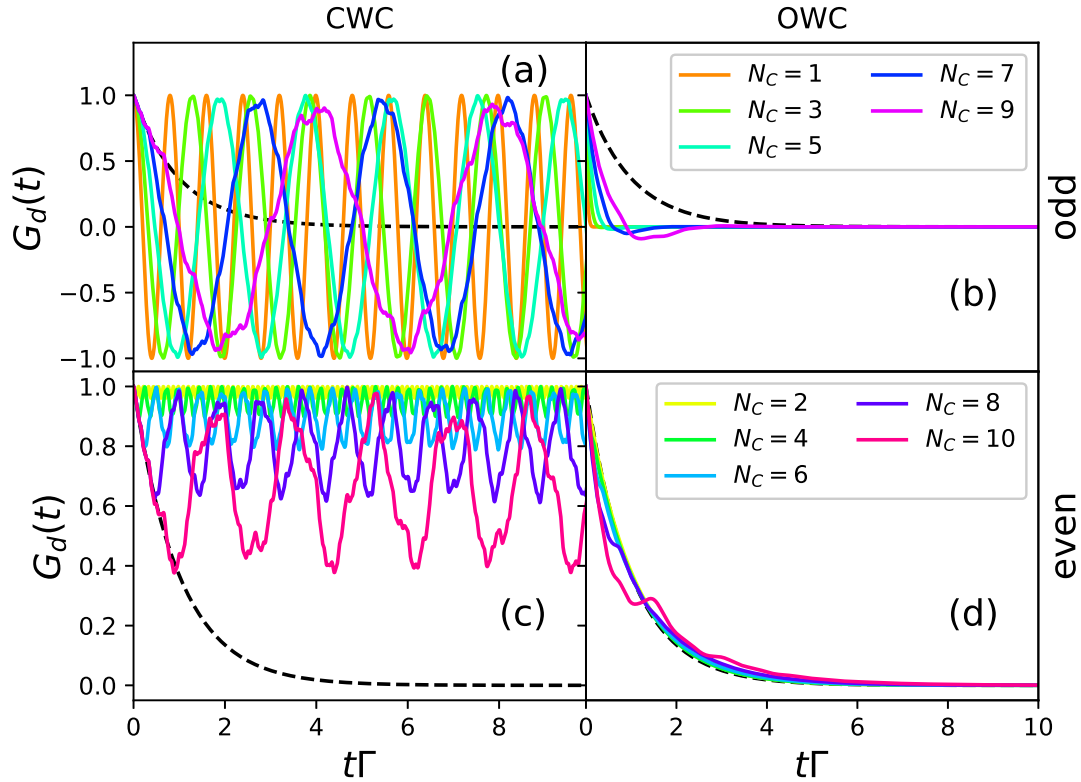 CWC
OWC
(a)
1.0
0.5
0.0
−0.5
−1.0
G_d(t)
N_C = 1
N_C = 3
N_C = 5
N_C = 7
N_C = 9
(b)
odd
1.0
0.8
0.6
0.4
0.2
0.0
G_d(t)
(c)
N_C = 2
N_C = 4
N_C = 6
N_C = 8
N_C = 10
(d)
even
0 2 4 6 8 0 2 4 6 8 10
tΓ
tΓ